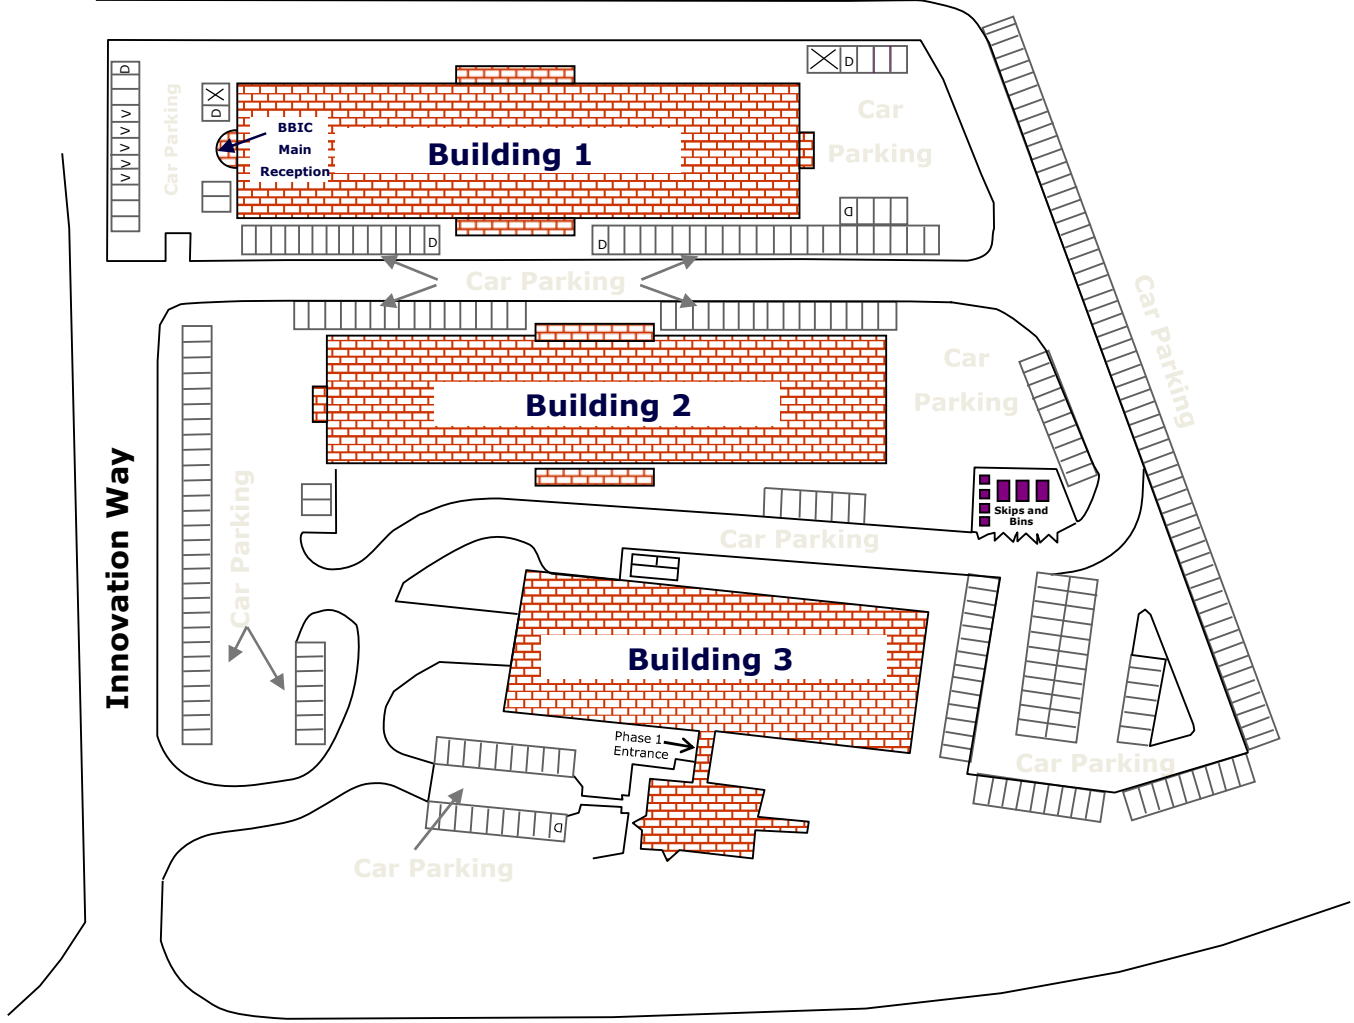 D
V
V
V
V
V
Car Parking
D
BBIC
Main
Reception
Building 1
D
Car
Parking
D
D
D
Car Parking
Car Parking
Building 2
Car
Parking
Innovation Way
Car Parking
Skips and
Bins
Car Parking
Building 3
Phase 1
Entrance
Car Parking
D
Car Parking